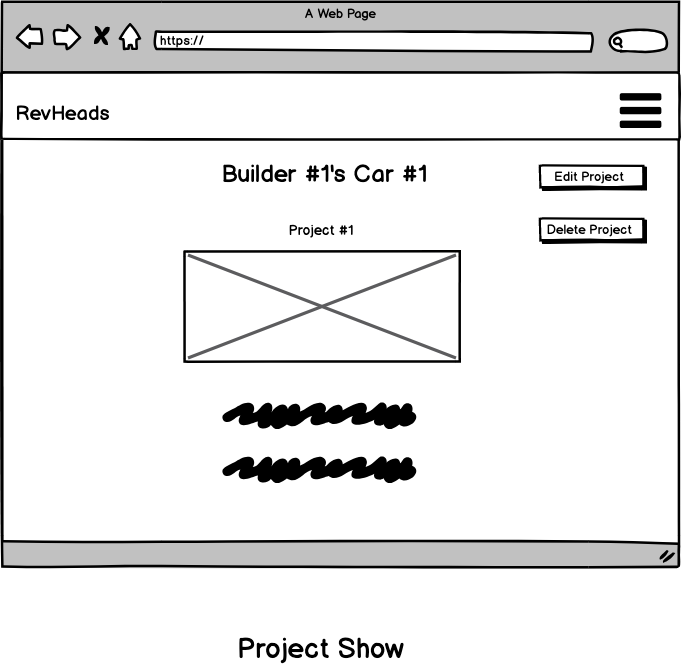 A Web Page
https://
RevHeads
Builder #1's Car #1
Edit Project
Project #1
Delete Project
Project Show